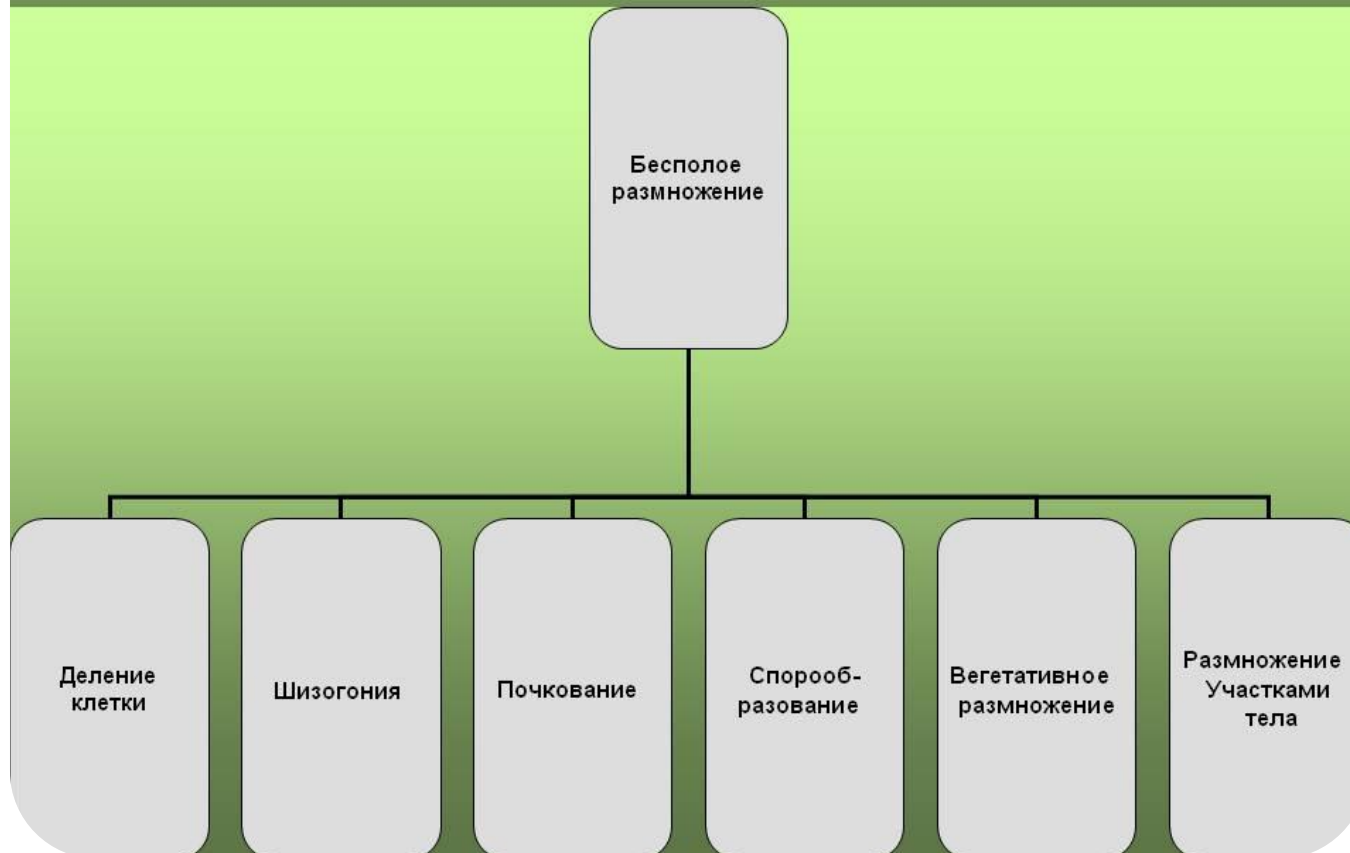 Бесполое
размножение
Деление
клетки
Шизогония
Почкование
Спорооб-
разование
Вегетативное
размножение
Размножение
Участками
тела